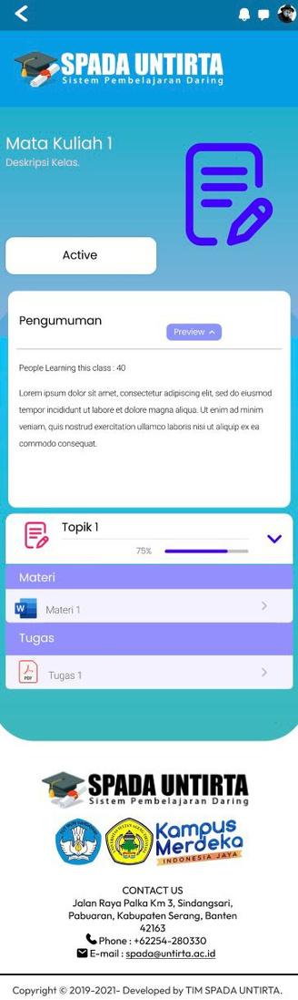 SPADA UNTIRTA
Sistem Pembelajaran Daring
Mata Kuliah 1
Deskripsi Kelas.
Active
Pengumuman
Preview
People Learning this class : 40
Lorem ipsum dolor sit amet, consectetur adipiscing elit, sed do eiusmod
tempor incididunt ut labore et dolore magna aliqua. Ut enim ad minim
veniam, quis nostrud exercitation ullamco laboris nisi ut aliquip ex ea
commodo consequat.
Topik 1
75%
Materi
W
Materi 1
Tugas
PDF
Tugas 1
SPADA UNTIRTA
Sistem Pembelajaran Daring
Kampus
Merdeka
INDONESIA JAYA
CONTACT US
Jalan Raya Palka Km 3, Sindangsari,
Pabuaran, Kabupaten Serang, Banten
42163
Phone : +62254-280330
E-mail : spada@untirta.ac.id
Copyright © 2019-2021- Developed by TIM SPADA UNTIRTA.